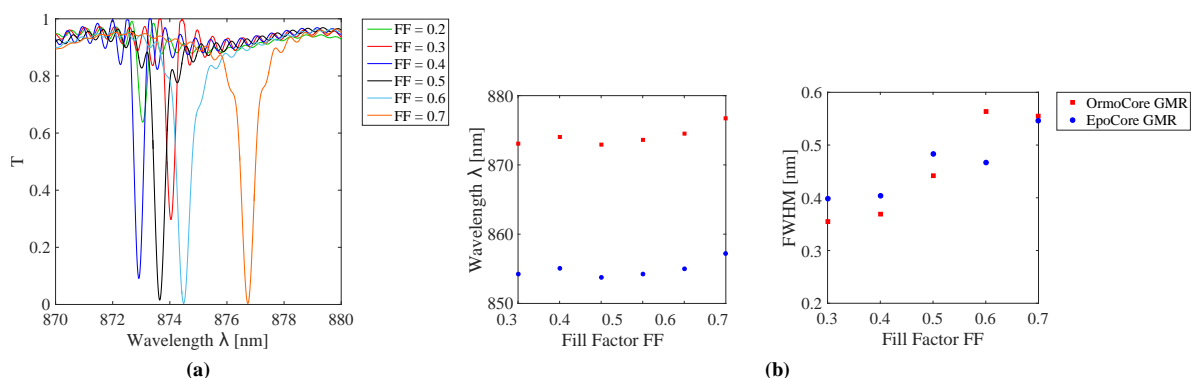 1
0.8
0.6
0.4
0.2
0
T
870 872 874 876 878 880
Wavelength λ [nm]
FF = 0.2
FF = 0.3
FF = 0.4
FF = 0.5
FF = 0.6
FF = 0.7
(a)
880
870
860
850
Wavelength λ [nm]
0.3 0.4 0.5 0.6 0.7
Fill Factor FF
0.6
0.5
0.4
0.3
0.2
FWHM [nm]
0.3 0.4 0.5 0.6 0.7
Fill Factor FF
OrmoCore GMR
EpoCore GMR
(b)